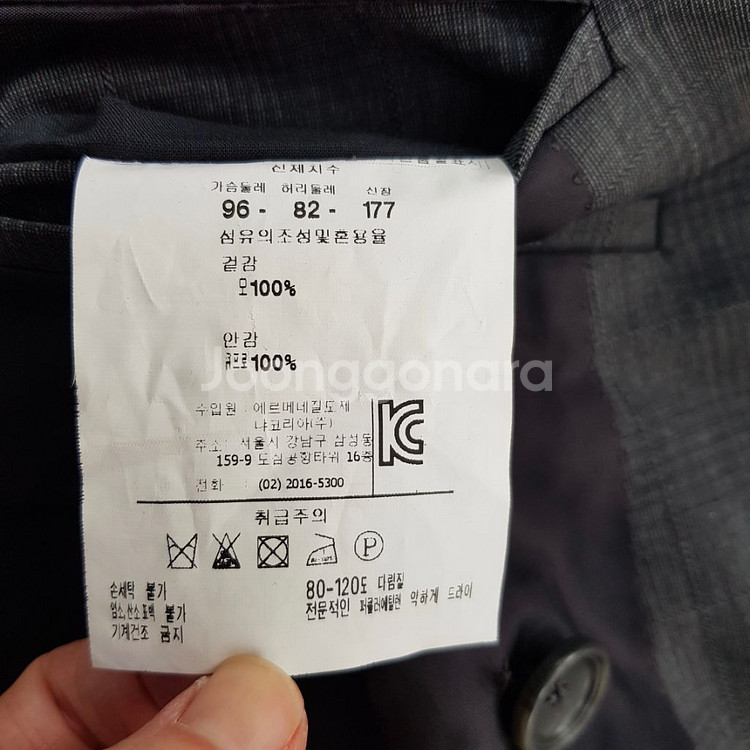 신체치수
가슴둘레 허리둘레 신장
96 - 82 - 177
섬유의조성및혼용율
겉감
모100%
안감
큐프로100%
수입원 : 에르메네질도제
냐코리아(주)
주소: 서울시 강남구 삼성동
159-9 도심공항타워 16층
전화 : (02) 2016-5300
취급주의
P
손세탁 불가
염소,산소 표백 불가
기계건조 금지
80-120도 다림질
전문적인 퍼클로에틸렌 약하게 드라이
Joonggonara